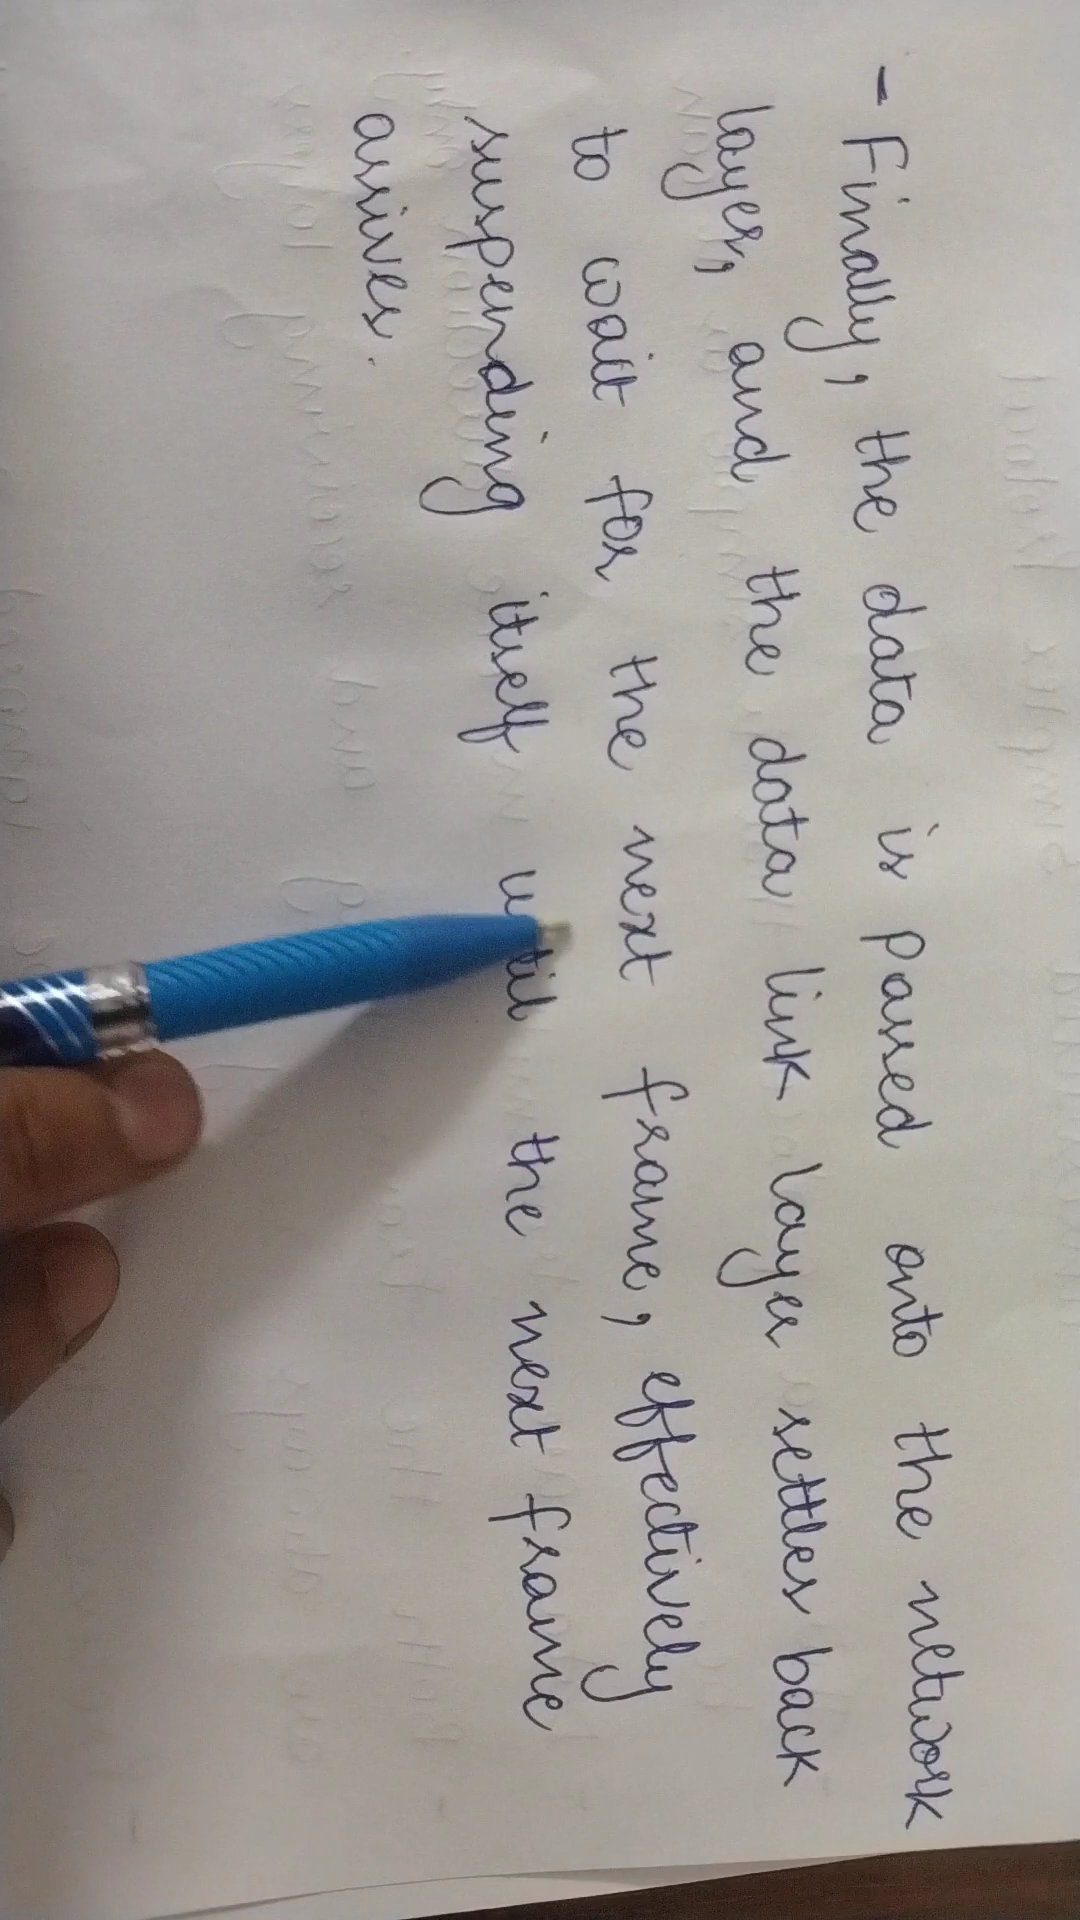 - Finally, the data is passed onto the network
layer, and the data link layer settles back
to wait for the next frame, effectively
suspending itself until the next frame
arrives.